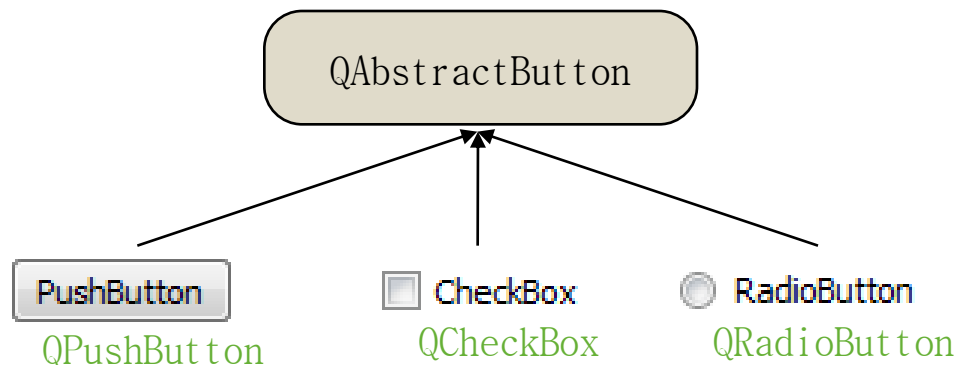 QAbstractButton
PushButton
CheckBox
RadioButton
QPushButton
QCheckBox
QRadioButton